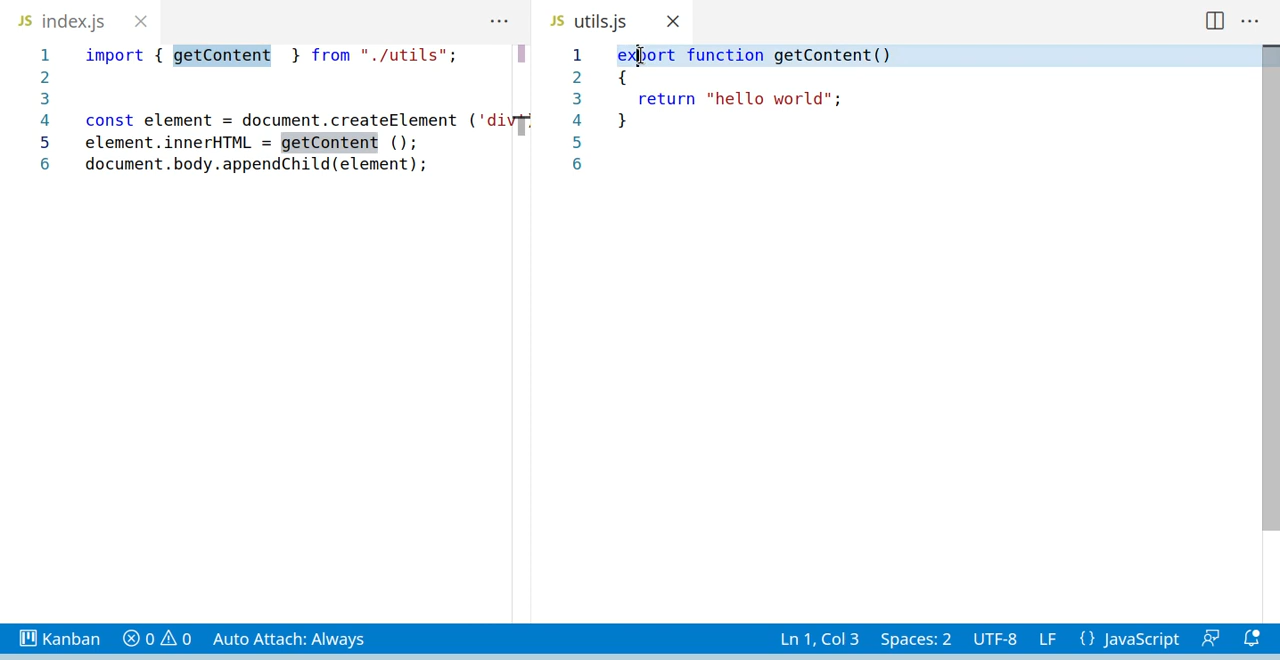 JS index.js
1 import { getContent  } from "./utils";
2
3
4 const element = document.createElement ('div'
5 element.innerHTML = getContent ();
6 document.body.appendChild(element);
JS utils.js
1 export function getContent()
2 {
3   return "hello world";
4 }
5
6
Kanban 0 0 Auto Attach: Always Ln 1, Col 3 Spaces: 2 UTF-8 LF {} JavaScript